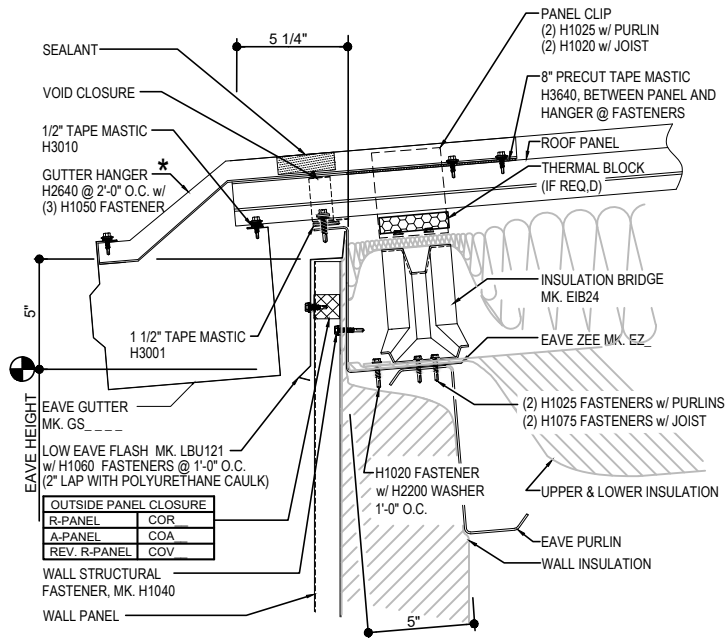 5 1/4"
PANEL CLIP
(2) H1025 w/ PURLIN
(2) H1020 w/ JOIST
SEALANT
8" PRECUT TAPE MASTIC
H3640, BETWEEN PANEL AND
HANGER @ FASTENERS
VOID CLOSURE
1/2" TAPE MASTIC
H3010
ROOF PANEL
GUTTER HANGER *
H2640 @ 2'-0" O.C. w/
(3) H1050 FASTENER
THERMAL BLOCK
(IF REQ,D)
5"
INSULATION BRIDGE
MK. EIB24
1 1/2" TAPE MASTIC
H3001
EAVE ZEE MK. EZ_
EAVE HEIGHT
EAVE GUTTER
MK. GS_ _ _ _
(2) H1025 FASTENERS w/ PURLINS
(2) H1075 FASTENERS w/ JOIST
LOW EAVE FLASH MK. LBU121
w/ H1060 FASTENERS @ 1'-0" O.C.
(2" LAP WITH POLYURETHANE CAULK)
H1020 FASTENER
w/ H2200 WASHER
1'-0" O.C.
UPPER & LOWER INSULATION
OUTSIDE PANEL CLOSURE
R-PANEL COR__
A-PANEL COA__
REV. R-PANEL COV__
EAVE PURLIN
WALL INSULATION
WALL STRUCTURAL
FASTENER, MK. H1040
WALL PANEL
5"